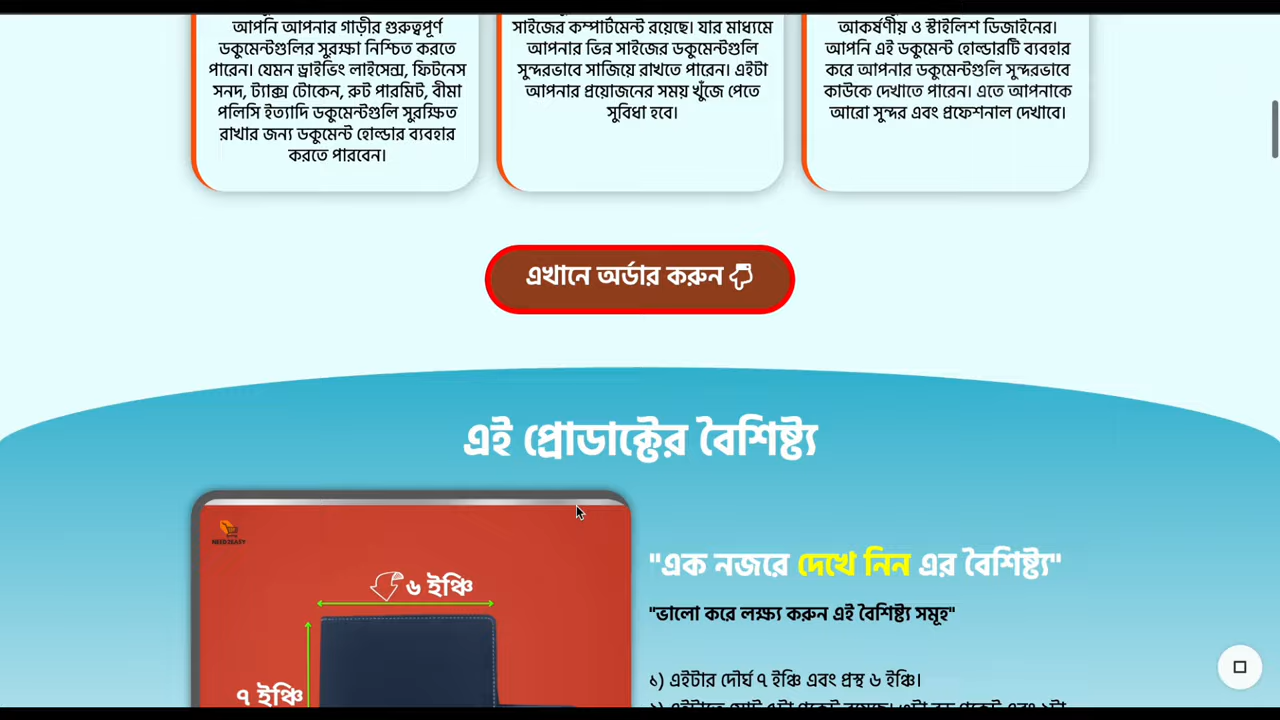 আপনি আপনার গাড়ীর গুরুত্বপূর্ণ
ডকুমেন্টগুলির সুরক্ষা নিশ্চিত করতে
পারেন। যেমন ড্রাইভিং লাইসেন্স, ফিটনেস
সনদ, ট্যাক্স টোকেন, রুট পারমিট, বীমা
পলিসি ইত্যাদি ডকুমেন্টগুলি সুরক্ষিত
রাখার জন্য ডকুমেন্ট হোল্ডার ব্যবহার
করতে পারবেন।
সাইজের কম্পার্টমেন্ট রয়েছে। যার মাধ্যমে
আপনার ভিন্ন সাইজের ডকুমেন্টগুলি
সুন্দরভাবে সাজিয়ে রাখতে পারেন। এইটা
আপনার প্রয়োজনের সময় খুঁজে পেতে
সুবিধা হবে।
আকর্ষণীয় ও স্টাইলিশ ডিজাইনের।
আপনি এই ডকুমেন্ট হোল্ডারটি ব্যবহার
করে আপনার ডকুমেন্টগুলি সুন্দরভাবে
কাউকে দেখাতে পারেন। এতে আপনাকে
আরো সুন্দর এবং প্রফেশনাল দেখাবে।
এখানে অর্ডার করুন
এই প্রোডাক্টের বৈশিষ্ট্য
NEED2EASY
৬ ইঞ্চি
৭ ইঞ্চি
"এক নজরে দেখে নিন এর বৈশিষ্ট্য"
"ভালো করে লক্ষ্য করুন এই বৈশিষ্ট্য সমূহ"
১) এইটার দৌর্ঘ ৭ ইঞ্চি এবং প্রস্থ ৬ ইঞ্চি।